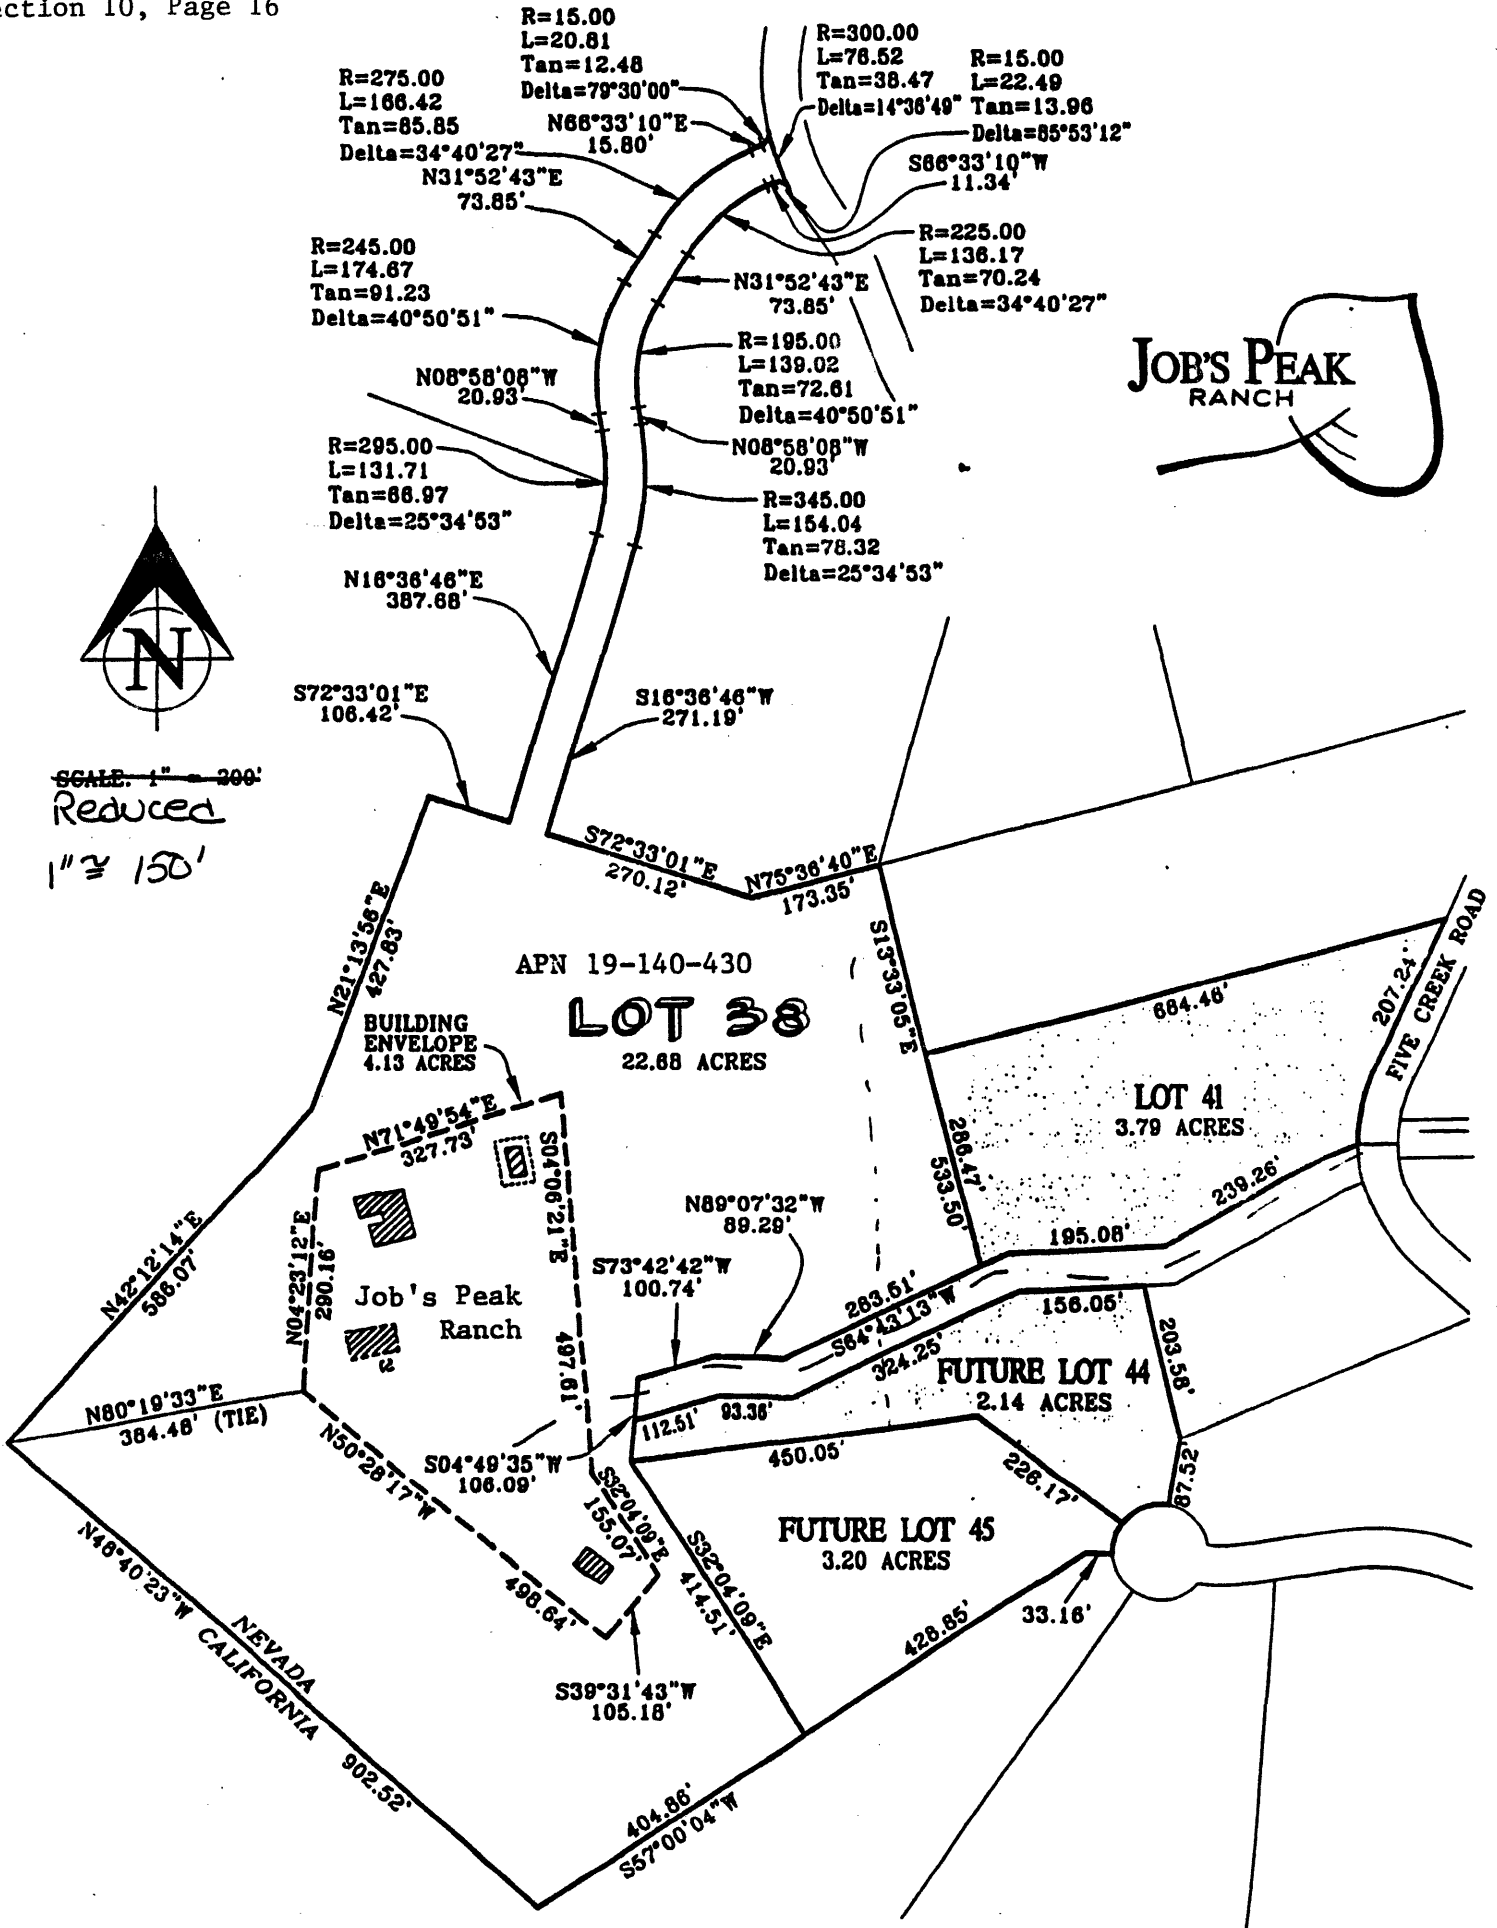 ection 10, Page 16
R=15.00
L=20.81
Tan=12.48
Delta=79°30'00"
R=300.00
L=76.52
Tan=38.47
Delta=14°36'49"
R=15.00
L=22.49
Tan=13.96
Delta=85°53'12"
R=275.00
L=166.42
Tan=85.85
Delta=34°40'27"
N66°33'10"E
15.80'
S66°33'10"W
11.34'
N31°52'43"E
73.85'
R=225.00
L=136.17
Tan=70.24
Delta=34°40'27"
R=245.00
L=174.67
Tan=91.23
Delta=40°50'51"
N31°52'43"E
73.85'
R=195.00
L=139.02
Tan=72.61
Delta=40°50'51"
JOB'S PEAK
RANCH
N08°58'08"W
20.93'
N08°58'08"W
20.93'
R=295.00
L=131.71
Tan=66.97
Delta=25°34'53"
R=345.00
L=154.04
Tan=78.32
Delta=25°34'53"
N16°36'46"E
387.68'
N
S72°33'01"E
106.42'
S16°36'46"W
271.19'
SCALE: 1" = 200'
Reduced
1" ≅ 150'
S72°33'01"E
270.12'
N75°36'40"E
173.35'
N21°13'56"E
427.83'
S13°33'05"E
684.46'
207.24'
FIVE CREEK ROAD
APN 19-140-430
LOT 38
22.68 ACRES
BUILDING
ENVELOPE
4.13 ACRES
LOT 41
3.79 ACRES
N71°49'54"E
327.73'
S04°06'21"E
497.61'
286.47'
533.50'
239.26'
195.08'
N89°07'32"W
89.29'
N42°12'14"E
586.07'
N04°23'12"E
290.16'
Job's Peak
Ranch
S73°42'42"W
100.74'
283.51'
S64°43'13"W
324.25'
156.05'
203.58'
FUTURE LOT 44
2.14 ACRES
N80°19'33"E
384.48' (TIE)
112.51'
93.36'
S04°49'35"W
106.09'
450.05'
226.17'
87.52'
N50°28'17"W
498.64'
S32°04'09"E
155.07'
FUTURE LOT 45
3.20 ACRES
S32°04'09"E
414.51'
N46°40'23"W
902.52'
NEVADA
CALIFORNIA
428.85'
33.16'
S39°31'43"W
105.18'
404.86'
S57°00'04"W